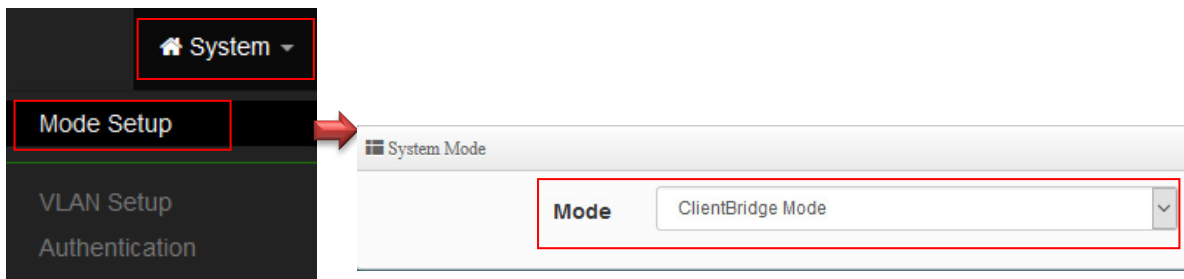 System
Mode Setup
VLAN Setup
Authentication
System Mode
Mode ClientBridge Mode